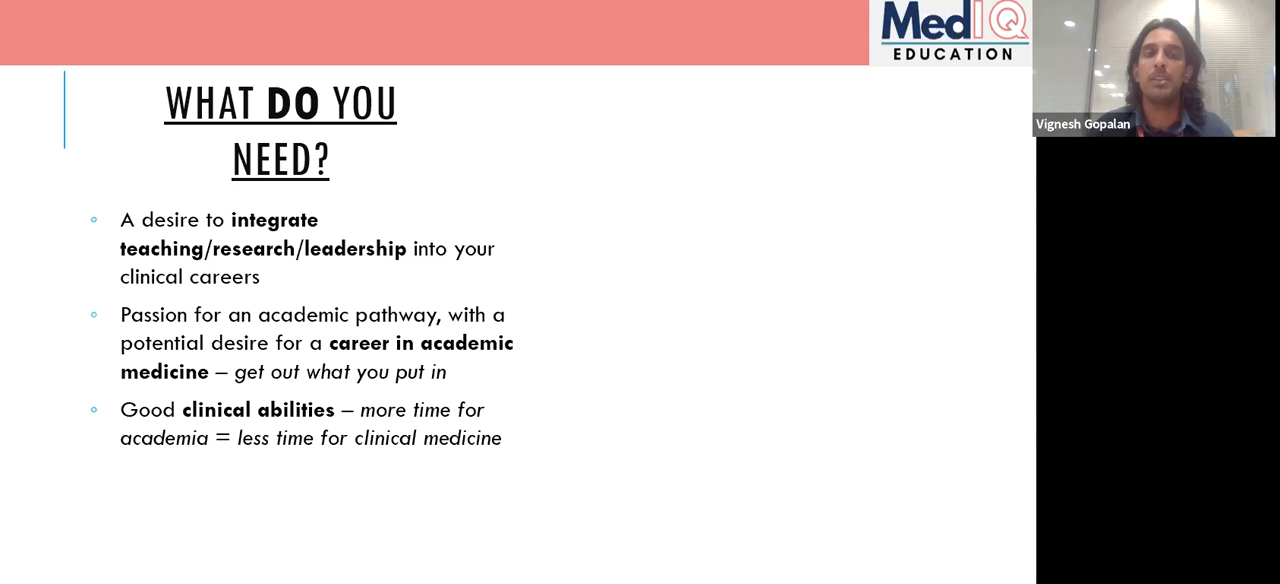 MedIQ
EDUCATION
Vignesh Gopalan
WHAT DO YOU
NEED?
A desire to integrate
teaching/research/leadership into your
clinical careers
Passion for an academic pathway, with a
potential desire for a career in academic
medicine – get out what you put in
Good clinical abilities – more time for
academia = less time for clinical medicine